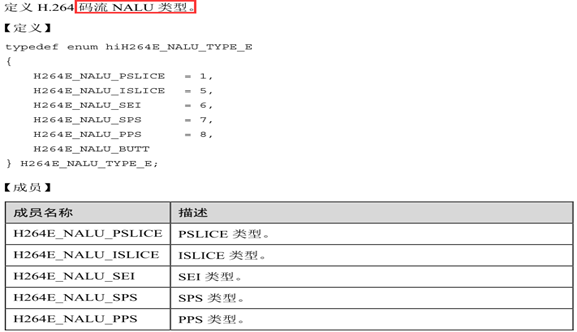 定义 H.264 码流 NALU 类型。
【定义】
typedef enum hiH264E_NALU_TYPE_E
{
    H264E_NALU_PSLICE   = 1,
    H264E_NALU_ISLICE   = 5,
    H264E_NALU_SEI      = 6,
    H264E_NALU_SPS      = 7,
    H264E_NALU_PPS      = 8,
    H264E_NALU_BUTT
} H264E_NALU_TYPE_E;
【成员】
成员名称 描述
H264E_NALU_PSLICE PSLICE 类型。
H264E_NALU_ISLICE ISLICE 类型。
H264E_NALU_SEI SEI 类型。
H264E_NALU_SPS SPS 类型。
H264E_NALU_PPS PPS 类型。